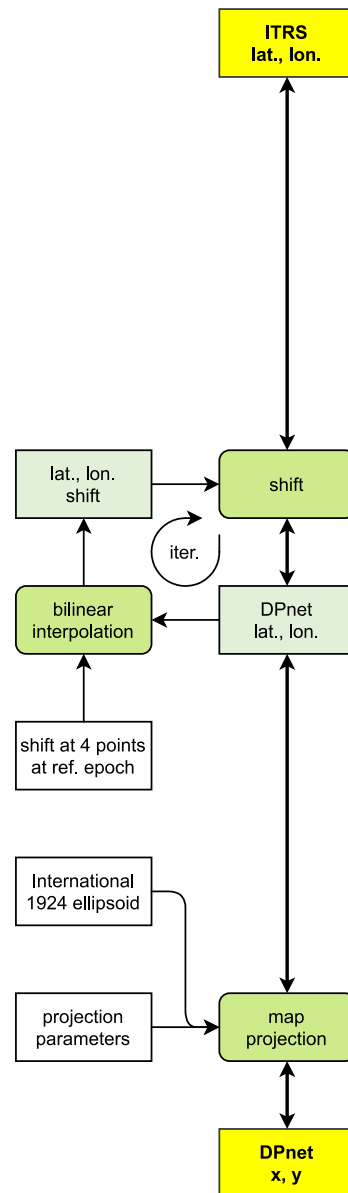 ITRS
lat., lon.
lat., lon.
shift
shift
iter.
bilinear
interpolation
DPnet
lat., lon.
shift at 4 points
at ref. epoch
International
1924 ellipsoid
projection
parameters
map
projection
DPnet
x, y